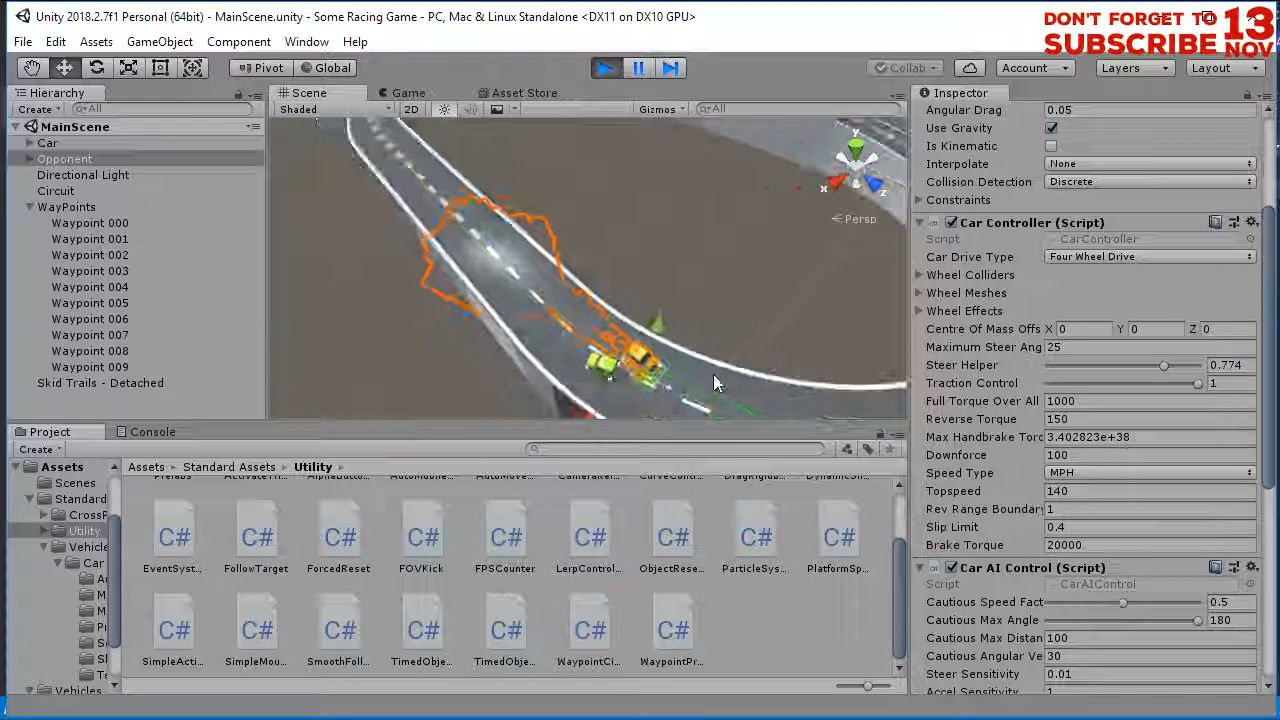 Unity 2018.2.7f1 Personal (64bit) - MainScene.unity - Some Racing Game - PC, Mac & Linux Standalone <DX11 on DX10 GPU>
DON'T FORGET TO
SUBSCRIBE
13
NOV
File Edit Assets GameObject Component Window Help
Pivot Global Collab Account Layers Layout
Hierarchy
Create All
MainScene
Car
Opponent
Directional Light
Circuit
WayPoints
Waypoint 000
Waypoint 001
Waypoint 002
Waypoint 003
Waypoint 004
Waypoint 005
Waypoint 006
Waypoint 007
Waypoint 008
Waypoint 009
Skid Trails - Detached
Scene Game Asset Store
Shaded 2D Gizmos All
Y
X
Z
Persp
Inspector
Angular Drag 0.05
Use Gravity
Is Kinematic
Interpolate None
Collision Detection Discrete
Constraints
Car Controller (Script)
Script CarController
Car Drive Type Four Wheel Drive
Wheel Colliders
Wheel Meshes
Wheel Effects
Centre Of Mass Offs X 0 Y 0 Z 0
Maximum Steer Ang 25
Steer Helper 0.774
Traction Control 1
Full Torque Over All 1000
Reverse Torque 150
Max Handbrake Torq 3.402823e+38
Downforce 100
Speed Type MPH
Topspeed 140
Rev Range Boundary 1
Slip Limit 0.4
Brake Torque 20000
Car AI Control (Script)
Script CarAIControl
Cautious Speed Fact 0.5
Cautious Max Angle 180
Cautious Max Distan 100
Cautious Angular Ve 30
Steer Sensitivity 0.01
Accel Sensitivity 1
Project Console
Create
Assets
Scenes
Standard
CrossP
Utility
Vehicle
Car
Vehicles
Assets Standard Assets Utility
EventSyst... FollowTarget ForcedReset FOVKick FPSCounter LerpControl... ObjectRese... ParticleSys... PlatformSp...
SimpleActi... SimpleMou... SmoothFoll... TimedObje... TimedObje... WaypointCi... WaypointPr...
C# C# C# C# C# C# C# C# C#
C# C# C# C# C# C# C#